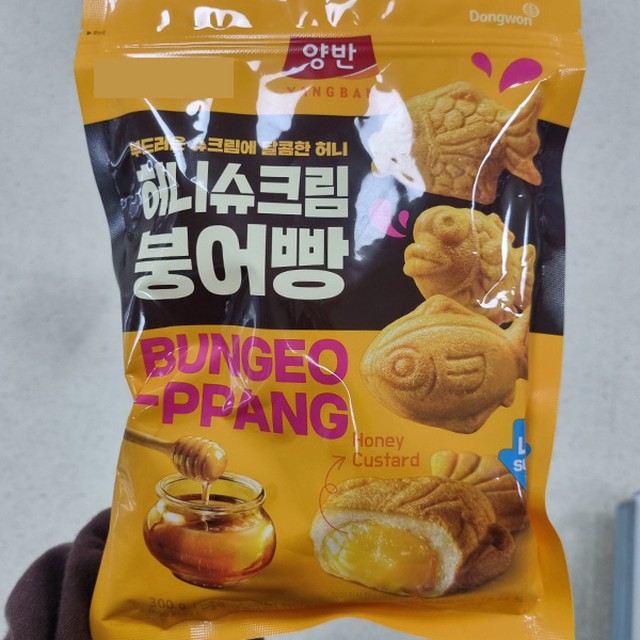 Dongwon
양반
YANGBAN
부드러운 슈크림에 달콤한 허니
허니슈크림
붕어빵
BUNGEO
-PPANG
Honey
Custard
300 g